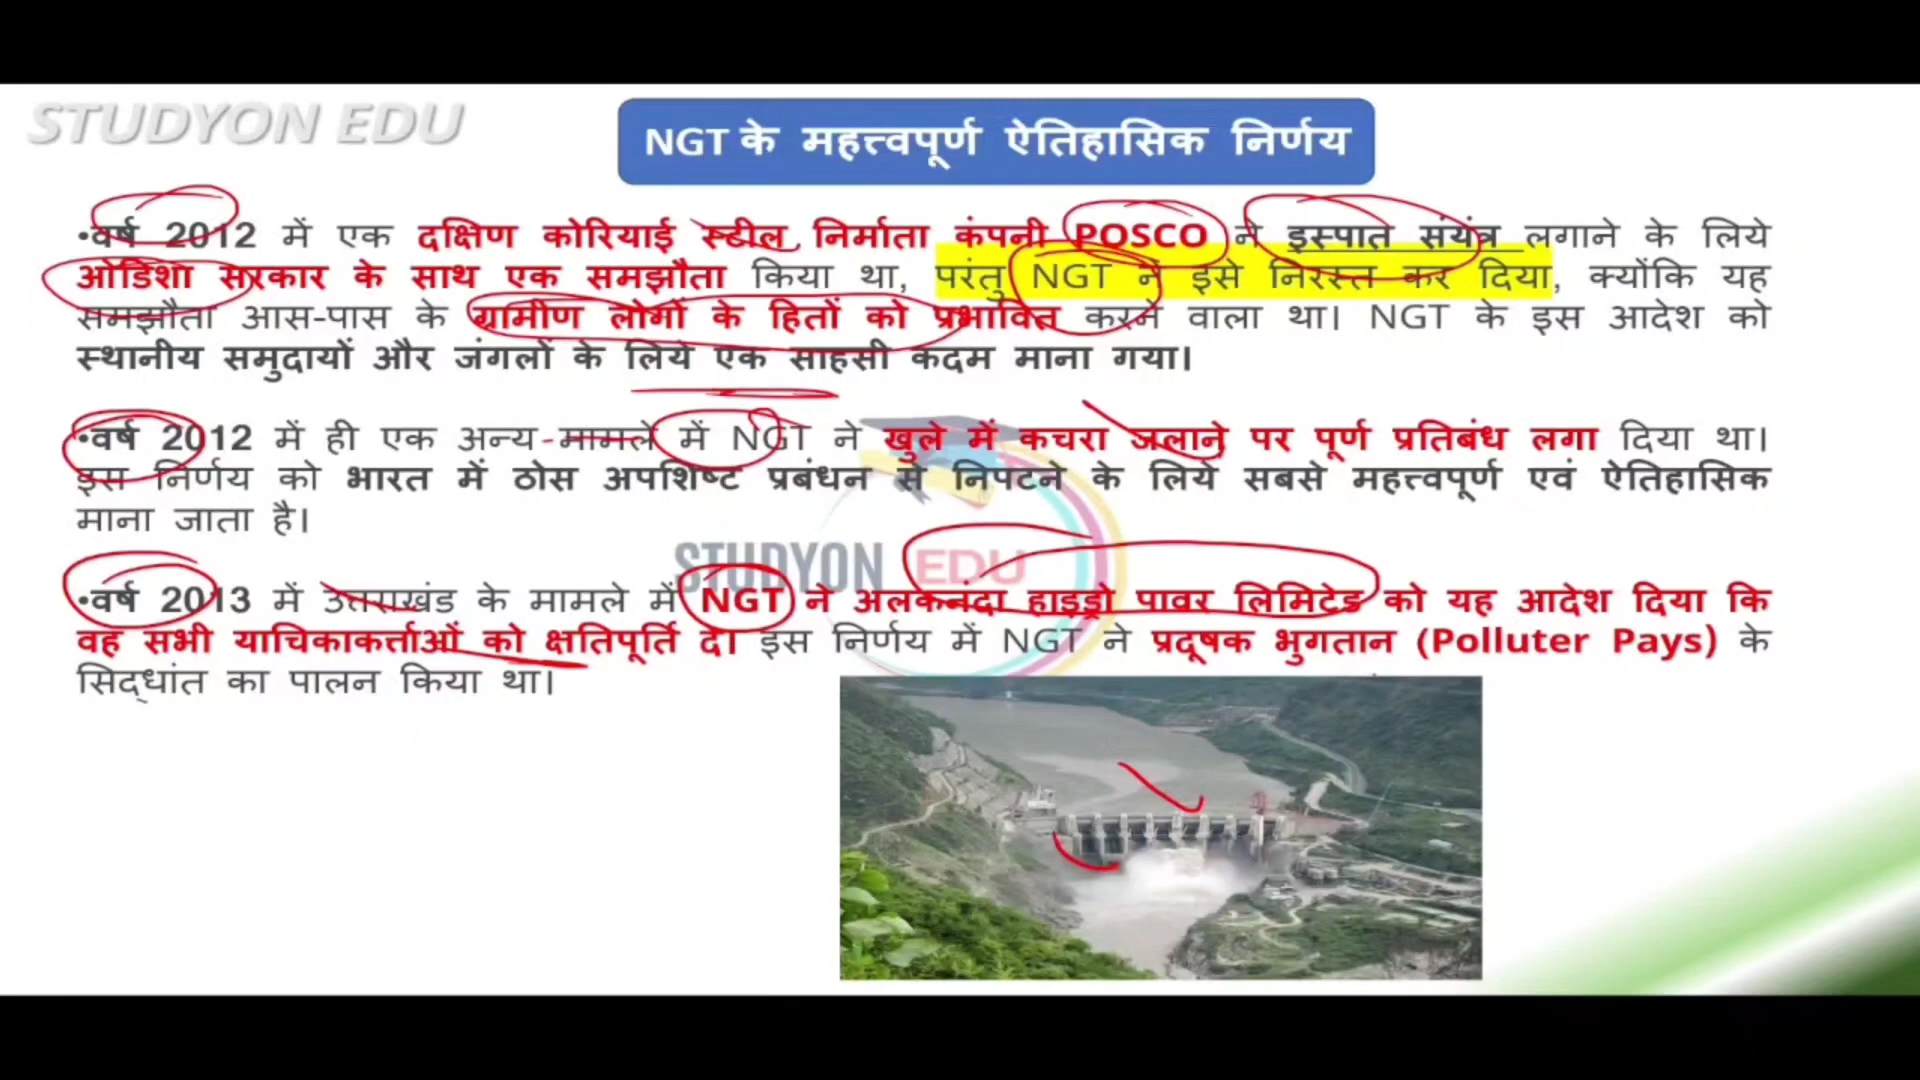 STUDYON EDU
NGT के महत्त्वपूर्ण ऐतिहासिक निर्णय
•वर्ष 2012 में एक दक्षिण कोरियाई स्टील निर्माता कंपनी POSCO ने इस्पात संयंत्र लगाने के लिये
ओडिशा सरकार के साथ एक समझौता किया था, परंतु NGT ने इसे निरस्त कर दिया, क्योंकि यह
समझौता आस-पास के ग्रामीण लोगों के हितों को प्रभावित करने वाला था। NGT के इस आदेश को
स्थानीय समुदायों और जंगलों के लिये एक साहसी कदम माना गया।
•वर्ष 2012 में ही एक अन्य मामले में NGT ने खुले में कचरा जलाने पर पूर्ण प्रतिबंध लगा दिया था।
इस निर्णय को भारत में ठोस अपशिष्ट प्रबंधन से निपटने के लिये सबसे महत्त्वपूर्ण एवं ऐतिहासिक
माना जाता है।
STUDYON EDU
•वर्ष 2013 में उत्तराखंड के मामले में NGT ने अलकनंदा हाइड्रो पावर लिमिटेड को यह आदेश दिया कि
वह सभी याचिकाकर्त्ताओं को क्षतिपूर्ति दे। इस निर्णय में NGT ने प्रदूषक भुगतान (Polluter Pays) के
सिद्धांत का पालन किया था।